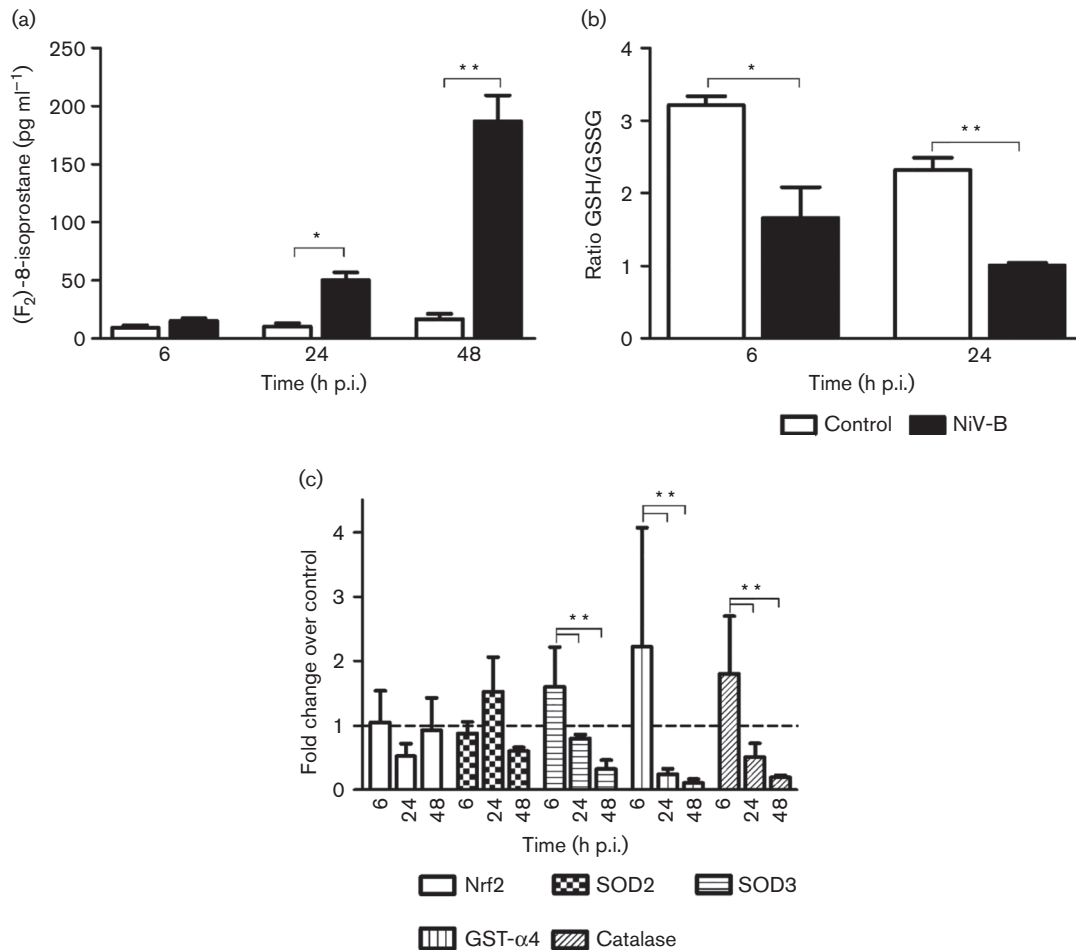 (a)
(F₂)-8-isoprostane (pg ml⁻¹)
250
200
150
100
50
0
*
* *
6 24 48
Time (h p.i.)
(b)
Ratio GSH/GSSG
4
3
2
1
0
*
* *
6 24
Time (h p.i.)
Control NiV-B
(c)
Fold change over control
4
3
2
1
0
* *
* *
* *
6 24 48 6 24 48 6 24 48 6 24 48 6 24 48
Time (h p.i.)
Nrf2 SOD2 SOD3
GST-α4 Catalase